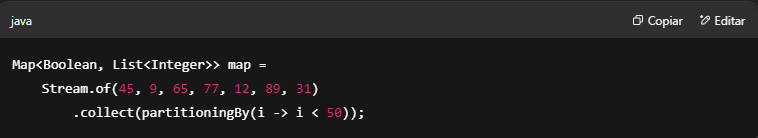 java Copiar Editar
Map<Boolean, List<Integer>> map =
    Stream.of(45, 9, 65, 77, 12, 89, 31)
        .collect(partitioningBy(i -> i < 50));